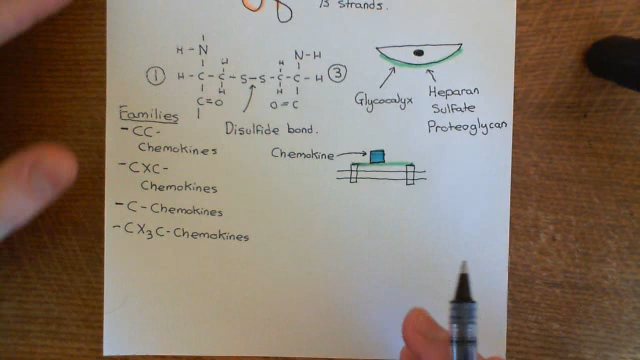 β strands.
N
N-H
H-N
H H H
① H-C-C-S-S-C-C-H ③
H H
C=O O=C
Disulfide bond.
Families
-CC-
Chemokines
-CXC-
Chemokines
-C-Chemokines
-CX₃C-Chemokines
Glycocalyx
Heparan
Sulfate
Proteoglycan
Chemokine